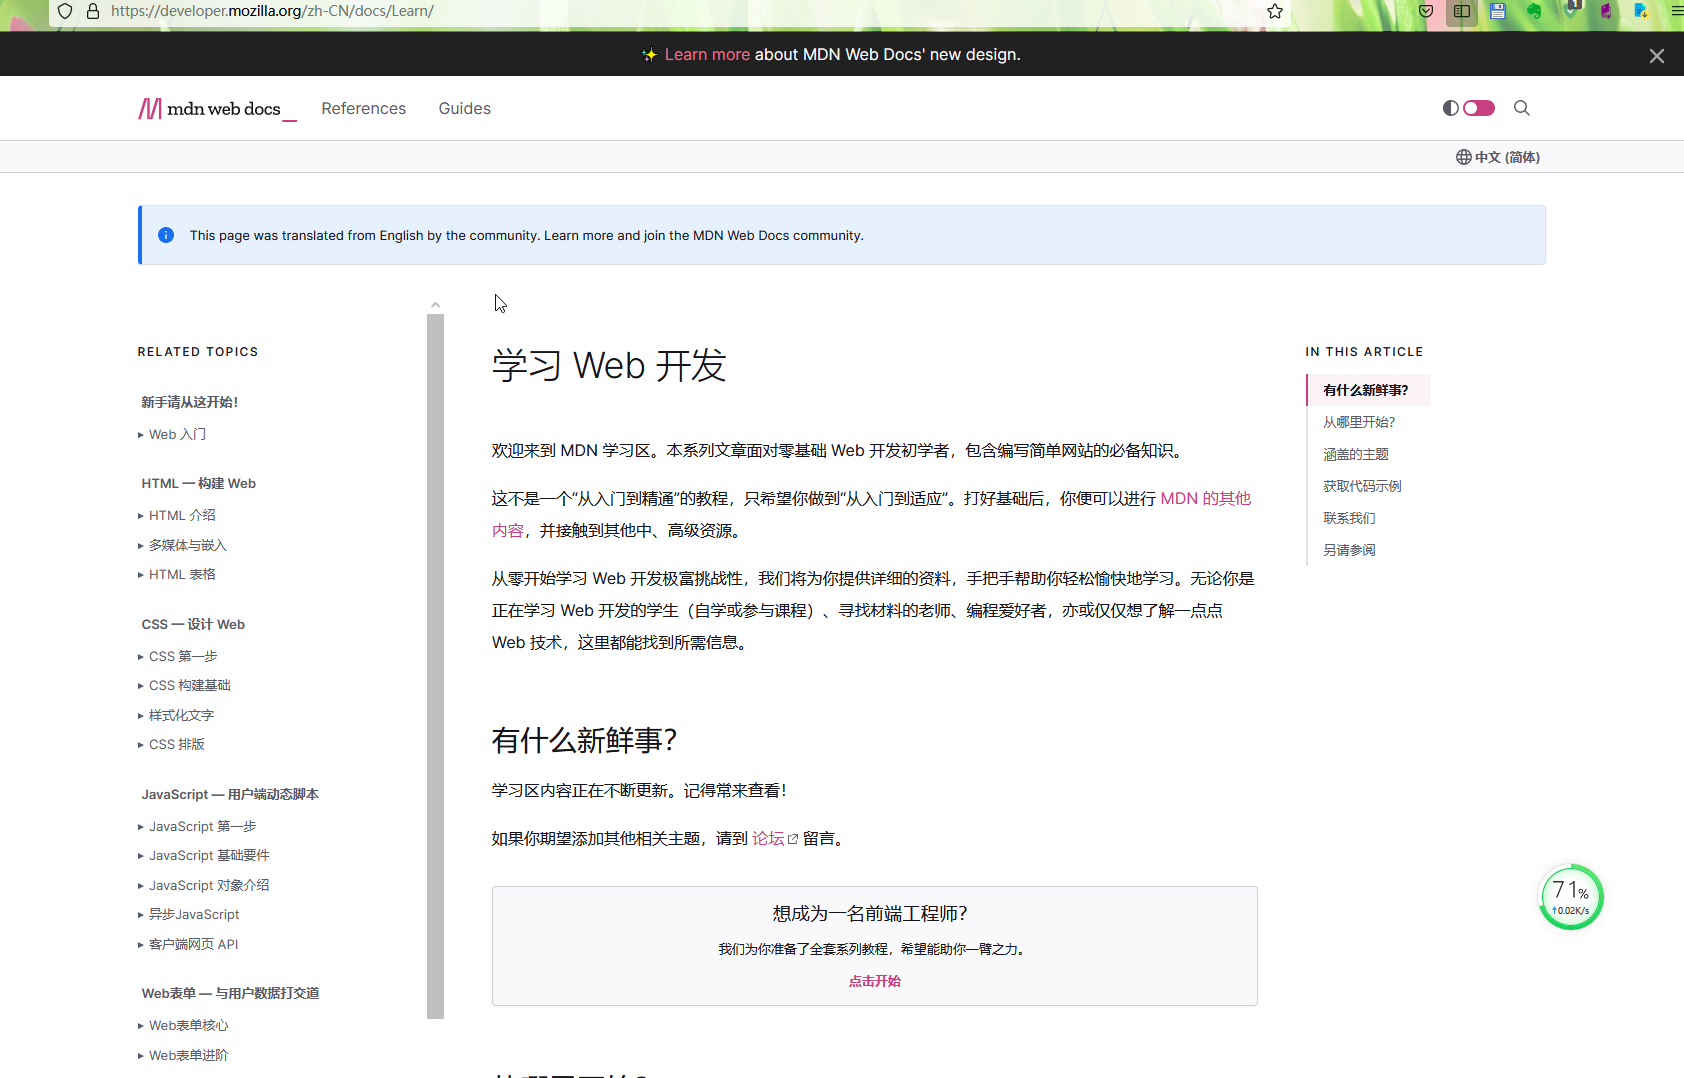 https://developer.mozilla.org/zh-CN/docs/Learn/
1
✨ Learn more about MDN Web Docs' new design.
mdn web docs_
References
Guides
中文 (简体)
This page was translated from English by the community. Learn more and join the MDN Web Docs community.
RELATED TOPICS
新手请从这开始！
Web 入门
HTML — 构建 Web
HTML 介绍
多媒体与嵌入
HTML 表格
CSS — 设计 Web
CSS 第一步
CSS 构建基础
样式化文字
CSS 排版
JavaScript — 用户端动态脚本
JavaScript 第一步
JavaScript 基础要件
JavaScript 对象介绍
异步JavaScript
客户端网页 API
Web表单 — 与用户数据打交道
Web表单核心
Web表单进阶
学习 Web 开发
欢迎来到 MDN 学习区。本系列文章面对零基础 Web 开发初学者，包含编写简单网站的必备知识。
这不是一个“从入门到精通”的教程，只希望你做到“从入门到适应”。打好基础后，你便可以进行 MDN 的其他
内容，并接触到其他中、高级资源。
从零开始学习 Web 开发极富挑战性，我们将为你提供详细的资料，手把手帮助你轻松愉快地学习。无论你是
正在学习 Web 开发的学生（自学或参与课程）、寻找材料的老师、编程爱好者，亦或仅仅想了解一点点
Web 技术，这里都能找到所需信息。
有什么新鲜事？
学习区内容正在不断更新。记得常来查看！
如果你期望添加其他相关主题，请到 论坛 留言。
想成为一名前端工程师？
我们为你准备了全套系列教程，希望能助你一臂之力。
点击开始
IN THIS ARTICLE
有什么新鲜事？
从哪里开始？
涵盖的主题
获取代码示例
联系我们
另请参阅
71%
↑0.02K/s